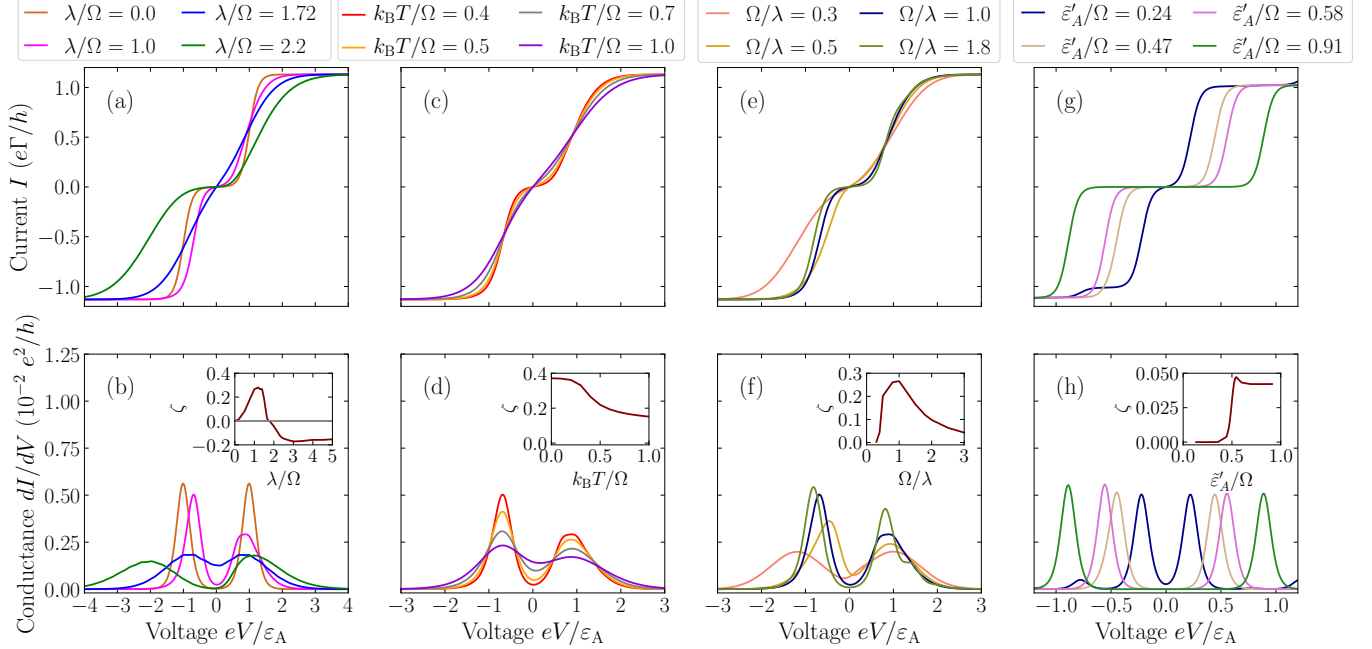 λ/Ω = 0.0 λ/Ω = 1.72 k_BT/Ω = 0.4 k_BT/Ω = 0.7 Ω/λ = 0.3 Ω/λ = 1.0 ε̃′_A/Ω = 0.24 ε̃′_A/Ω = 0.58
λ/Ω = 1.0 λ/Ω = 2.2 k_BT/Ω = 0.5 k_BT/Ω = 1.0 Ω/λ = 0.5 Ω/λ = 1.8 ε̃′_A/Ω = 0.47 ε̃′_A/Ω = 0.91
(a) (c) (e) (g)
Current I (eΓ/h)
1.0
0.5
0.0
−0.5
−1.0
(b) (d) (f) (h)
Conductance dI/dV (10⁻² e²/h)
1.25
1.00
0.75
0.50
0.25
0.00
ζ
0.4
0.2
0.0
−0.2
0 1 2 3 4 5
λ/Ω
ζ
0.4
0.2
0.0
0.0 0.5 1.0
k_BT/Ω
ζ
0.3
0.2
0.1
0.0
0 1 2 3
Ω/λ
ζ
0.050
0.025
0.000
0.0 0.5 1.0
ε̃′_A/Ω
−4 −3 −2 −1 0 1 2 3 4
Voltage eV/ε_A
−3 −2 −1 0 1 2 3
Voltage eV/ε_A
−3 −2 −1 0 1 2 3
Voltage eV/ε_A
−1.0 −0.5 0.0 0.5 1.0
Voltage eV/ε_A